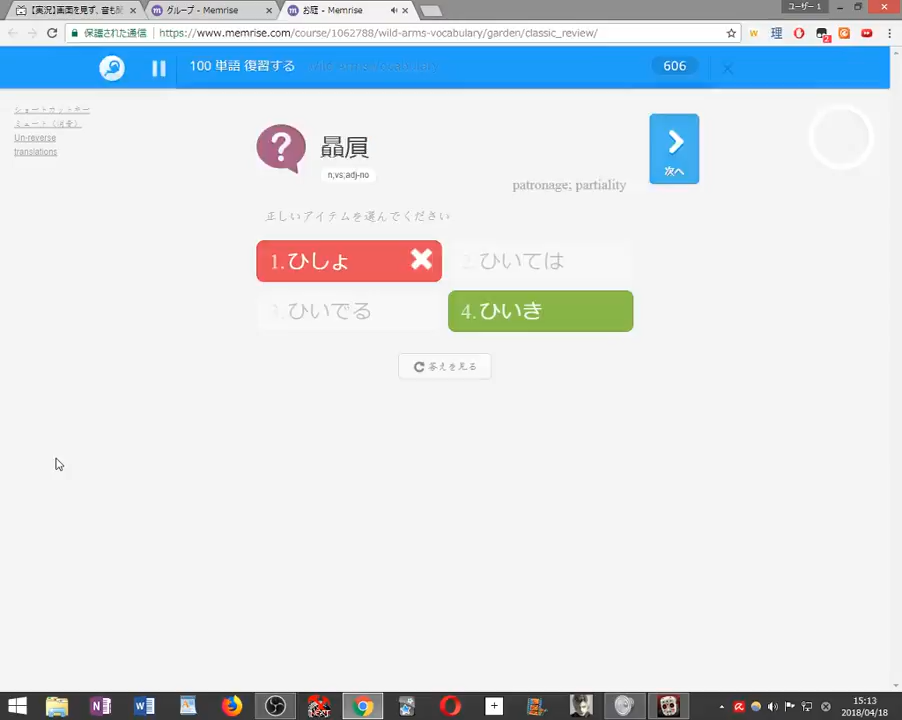 【実況】画面を見ず、音も
グループ - Memrise
お庭 - Memrise
ユーザー 1
保護された通信
https://www.memrise.com/course/1062788/wild-arms-vocabulary/garden/classic_review/
100 単語 復習する
606
ショートカットキー
ミュート（消音）
Un-reverse
translations
贔屓
n;vs;adj-no
次へ
patronage; partiality
正しいアイテムを選んでください
1. ひしょ
2. ひいては
3. ひいでる
4. ひいき
答えを見る
15:13
2018/04/18